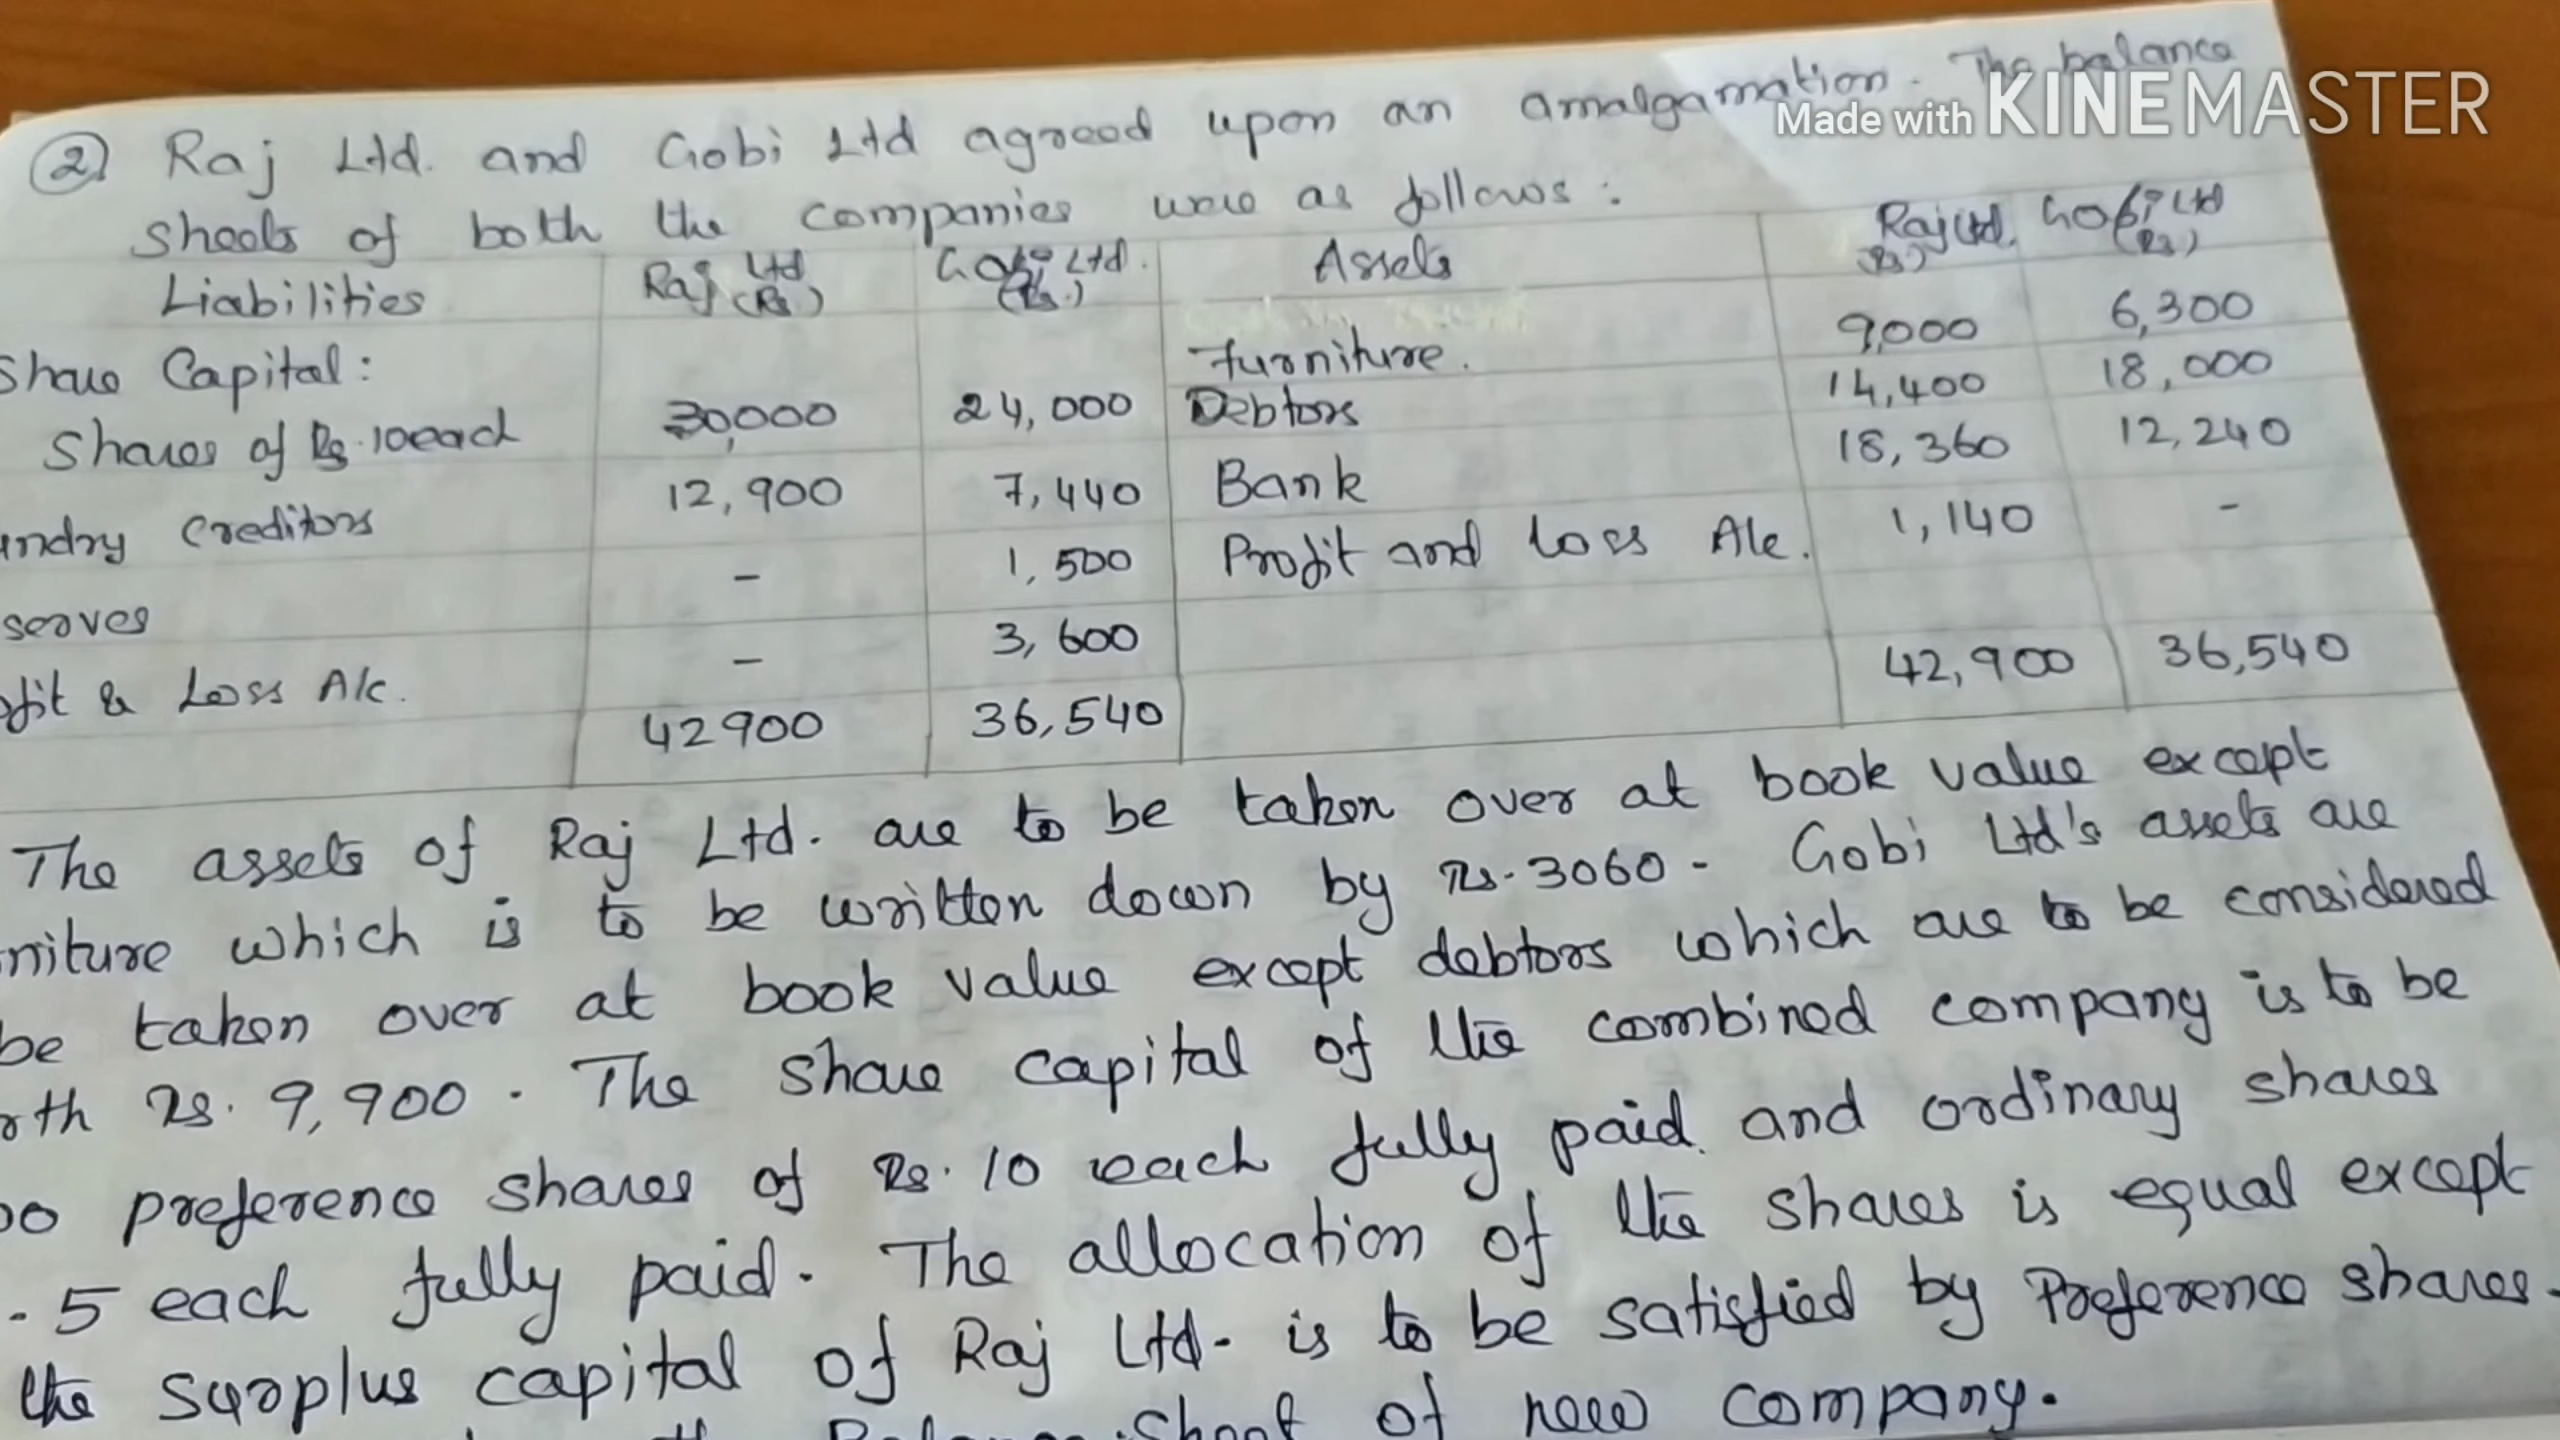 Made with KINEMASTER
② Raj Ltd. and Gobi Ltd agreed upon an amalgamation. The balance
sheets of both the companies were as follows :
Liabilities Raj Ltd (Rs) Gobi Ltd. (Rs.) Assets Raj Ltd. (Rs) Gobi Ltd (Rs)
Share Capital: Furniture. 9,000 6,300
Shares of Rs.10 each 30,000 24,000 Debtors 14,400 18,000
undry Creditors 12,900 7,440 Bank 18,360 12,240
serves - 1,500 Profit and Loss A/c. 1,140 -
ofit & Loss A/c. - 3,600
42900 36,540 42,900 36,540
The assets of Raj Ltd. are to be taken over at book value except
niture which is to be written down by Rs.3060 - Gobi Ltd's assets are
be taken over at book value except debtors which are to be considered
orth Rs. 9,900. The share capital of the combined company is to be
00 preference shares of Rs. 10 each fully paid and ordinary shares
. 5 each fully paid. The allocation of the shares is equal except
the surplus capital of Raj Ltd. is to be satisfied by Preference shares.
Balance Sheet of new company.